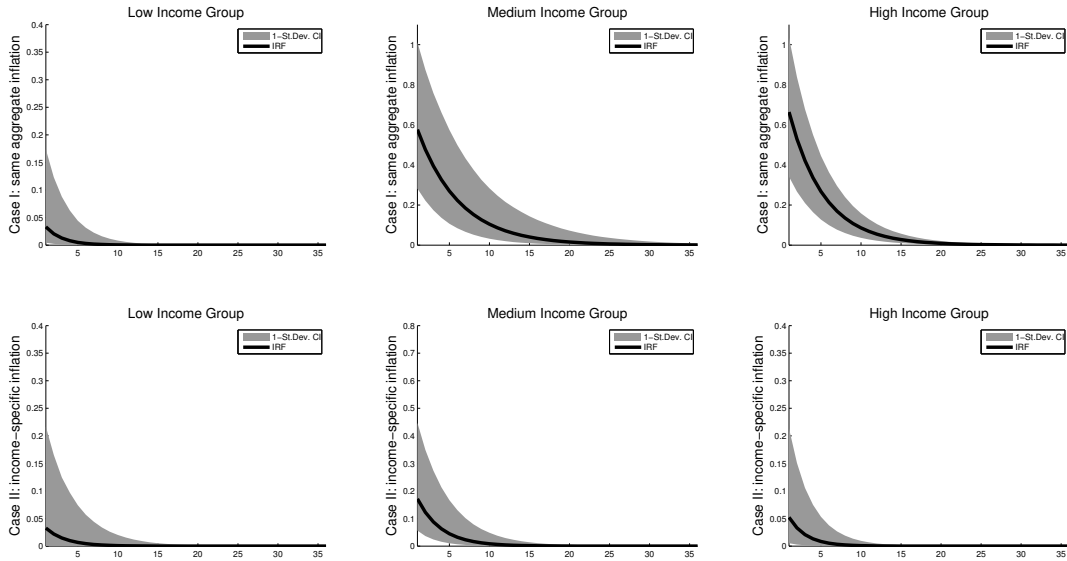 Low Income Group
Medium Income Group
High Income Group
Case I: same aggregate inflation
0.4
0.35
0.3
0.25
0.2
0.15
0.1
0.05
0
5 10 15 20 25 30 35
1−St.Dev. CI
IRF
Case I: same aggregate inflation
1
0.8
0.6
0.4
0.2
0
5 10 15 20 25 30 35
1−St.Dev. CI
IRF
Case I: same aggregate inflation
1
0.8
0.6
0.4
0.2
0
5 10 15 20 25 30 35
1−St.Dev. CI
IRF
Low Income Group
Medium Income Group
High Income Group
Case II: income−specific inflation
0.4
0.35
0.3
0.25
0.2
0.15
0.1
0.05
0
5 10 15 20 25 30 35
1−St.Dev. CI
IRF
Case II: income−specific inflation
0.8
0.7
0.6
0.5
0.4
0.3
0.2
0.1
0
5 10 15 20 25 30 35
1−St.Dev. CI
IRF
Case II: income−specific inflation
0.4
0.35
0.3
0.25
0.2
0.15
0.1
0.05
0
5 10 15 20 25 30 35
1−St.Dev. CI
IRF